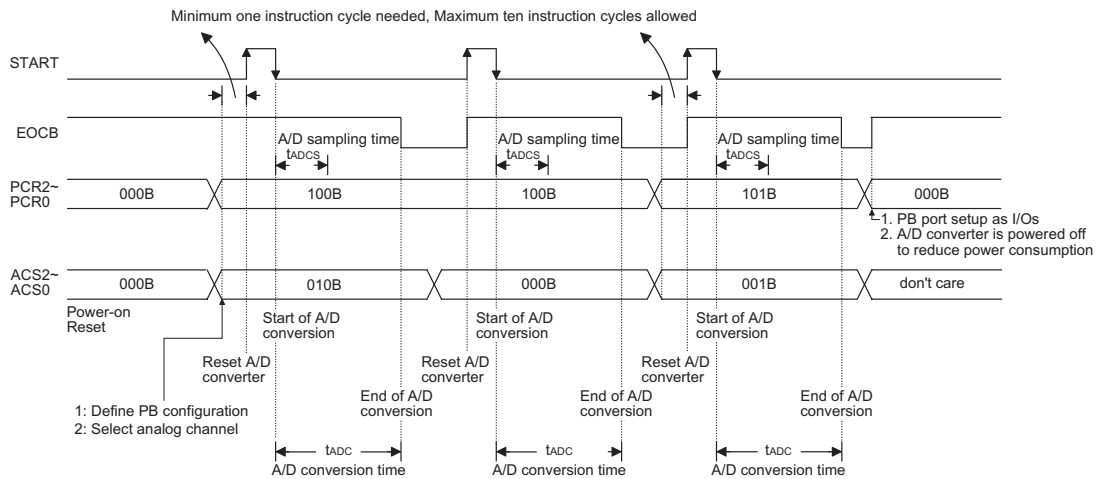 Minimum one instruction cycle needed, Maximum ten instruction cycles allowed
START
EOCB
A/D sampling time
tADCS
A/D sampling time
tADCS
A/D sampling time
tADCS
PCR2~
PCR0
000B
100B
100B
101B
000B
1. PB port setup as I/Os
2. A/D converter is powered off
to reduce power consumption
ACS2~
ACS0
000B
010B
000B
001B
don't care
Power-on
Reset
Start of A/D
conversion
Start of A/D
conversion
Start of A/D
conversion
Reset A/D
converter
Reset A/D
converter
Reset A/D
converter
End of A/D
conversion
End of A/D
conversion
End of A/D
conversion
1: Define PB configuration
2: Select analog channel
tADC
A/D conversion time
tADC
A/D conversion time
tADC
A/D conversion time